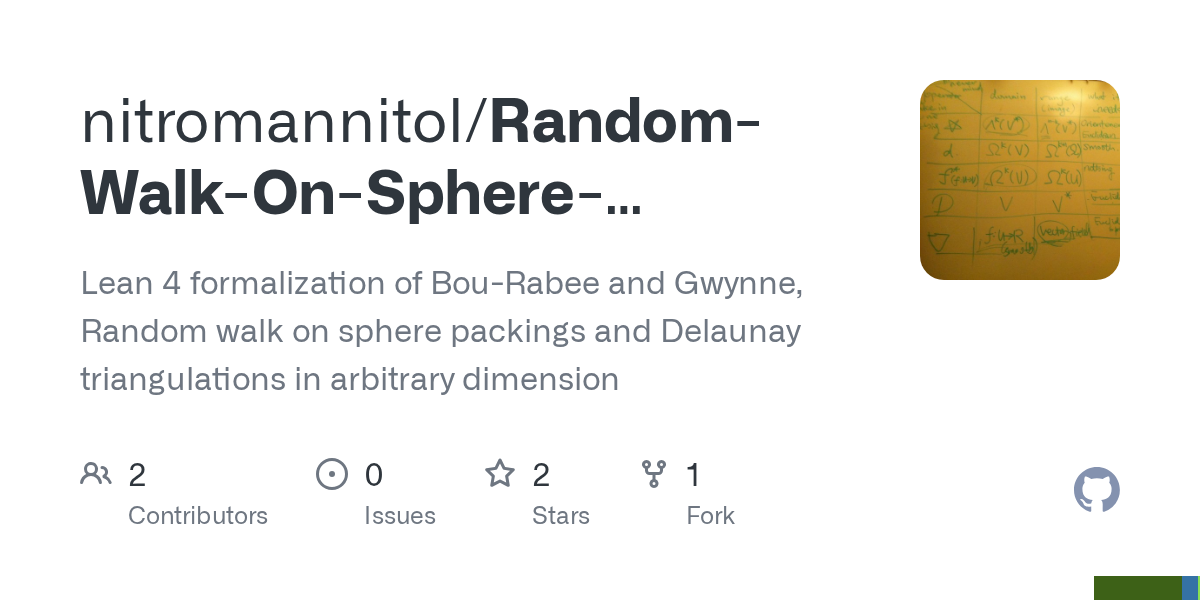 nitromannitol/Random-
Walk-On-Sphere-...
Lean 4 formalization of Bou-Rabee and Gwynne,
Random walk on sphere packings and Delaunay
triangulations in arbitrary dimension
2
Contributors
0
Issues
2
Stars
1
Fork
domain